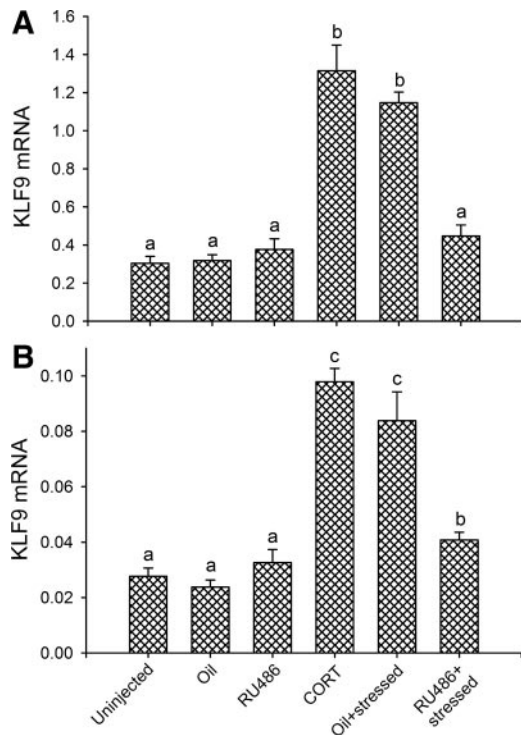 A
KLF9 mRNA
1.6
1.4
1.2
1.0
0.8
0.6
0.4
0.2
0.0
a
a
a
b
b
a
B
KLF9 mRNA
0.10
0.08
0.06
0.04
0.02
0.00
a
a
a
c
c
b
Uninjected
Oil
RU486
CORT
Oil+stressed
RU486+
stressed